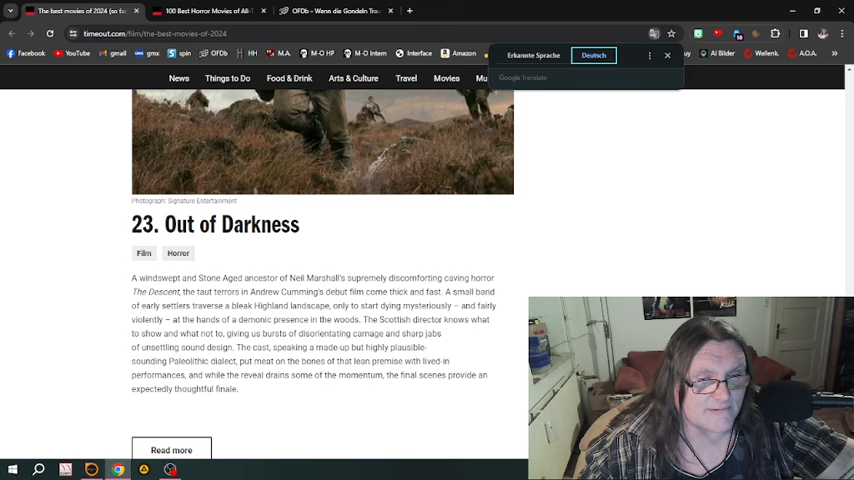 The best movies of 2024 (so far
100 Best Horror Movies of All-T
OFDb - Wenn die Gondeln Tra
timeout.com/film/the-best-movies-of-2024
Facebook YouTube gmail gmx spin OFDb HH M.A. M-O HP M-O Intern Interface Amazon AI Bilder Wellenk. A.O.A.
Erkannte Sprache Deutsch
Google Translate
News Things to Do Food & Drink Arts & Culture Travel Movies Mu
Photograph: Signature Entertainment
23. Out of Darkness
Film Horror
A windswept and Stone Aged ancestor of Neil Marshall's supremely discomforting caving horror
The Descent, the taut terrors in Andrew Cumming's debut film come thick and fast. A small band
of early settlers traverse a bleak Highland landscape, only to start dying mysteriously – and fairly
violently – at the hands of a demonic presence in the woods. The Scottish director knows what
to show and what not to, giving us bursts of disorientating carnage and sharp jabs
of unsettling sound design. The cast, speaking a made-up but highly plausible-
sounding Paleolithic dialect, put meat on the bones of that lean premise with lived-in
performances, and while the reveal drains some of the momentum, the final scenes provide an
expectedly thoughtful finale.
Read more